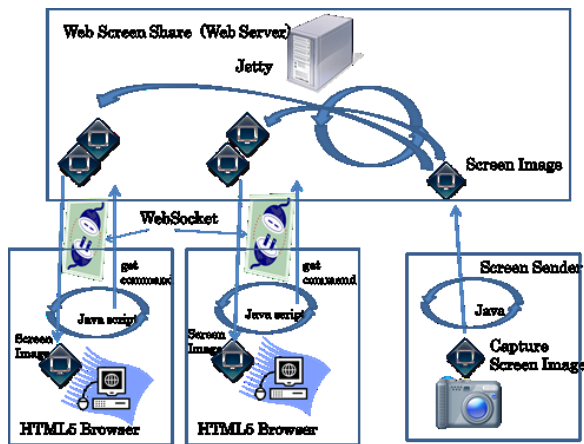 Web Screen Share (Web Server)
Jetty
Screen Image
WebSocket
get
command
get
command
Screen Sender
Java script
Java script
Java
Screen
Image
Screen
Image
Capture
Screen Image
HTML5 Browser
HTML5 Browser